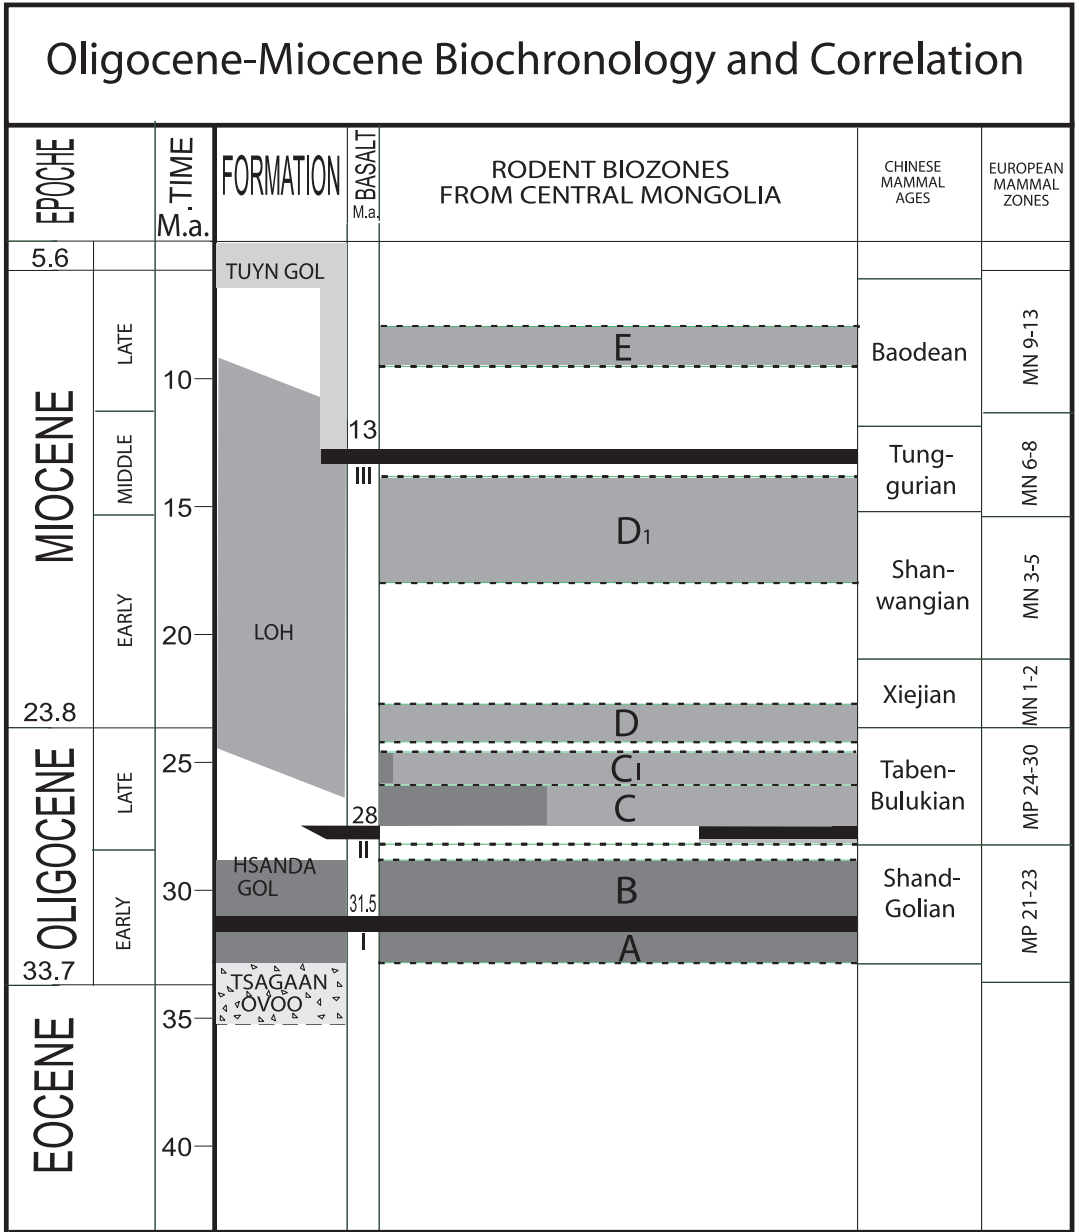 Oligocene-Miocene Biochronology and Correlation
EPOCHE
.TIME
M.a.
FORMATION
BASALT
M.a.
RODENT BIOZONES
FROM CENTRAL MONGOLIA
CHINESE
MAMMAL
AGES
EUROPEAN
MAMMAL
ZONES
5.6
MIOCENE
LATE
MIDDLE
EARLY
23.8
OLIGOCENE
LATE
EARLY
33.7
EOCENE
10
15
20
25
30
35
40
TUYN GOL
LOH
HSANDA
GOL
TSAGAAN
OVOO
13
III
28
II
31.5
I
E
D1
D
C1
C
B
A
Baodean
Tung-
gurian
Shan-
wangian
Xiejian
Taben-
Bulukian
Shand-
Golian
MN 9-13
MN 6-8
MN 3-5
MN 1-2
MP 24-30
MP 21-23